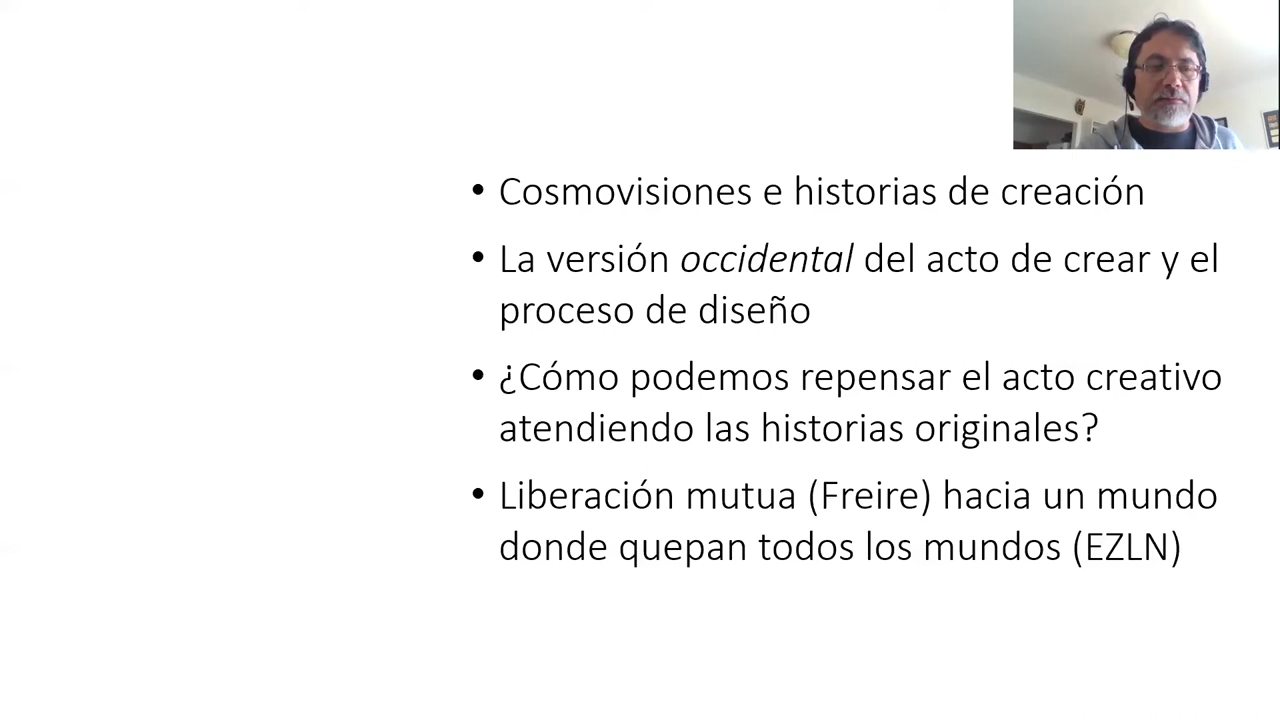 • Cosmovisiones e historias de creación
• La versión occidental del acto de crear y el
proceso de diseño
• ¿Cómo podemos repensar el acto creativo
atendiendo las historias originales?
• Liberación mutua (Freire) hacia un mundo
donde quepan todos los mundos (EZLN)